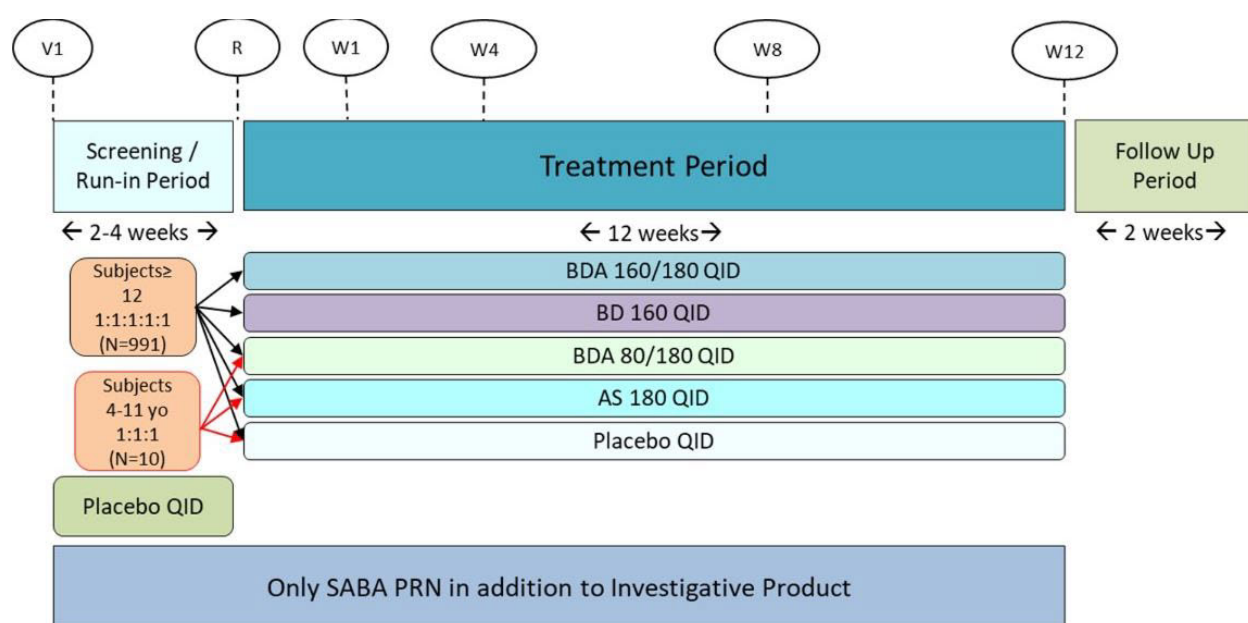 V1
R
W1
W4
W8
W12
Screening /
Run-in Period
Treatment Period
Follow Up
Period
← 2-4 weeks →
← 12 weeks→
← 2 weeks→
Subjects≥
12
1:1:1:1:1
(N=991)
Subjects
4-11 yo
1:1:1
(N=10)
BDA 160/180 QID
BD 160 QID
BDA 80/180 QID
AS 180 QID
Placebo QID
Placebo QID
Only SABA PRN in addition to Investigative Product